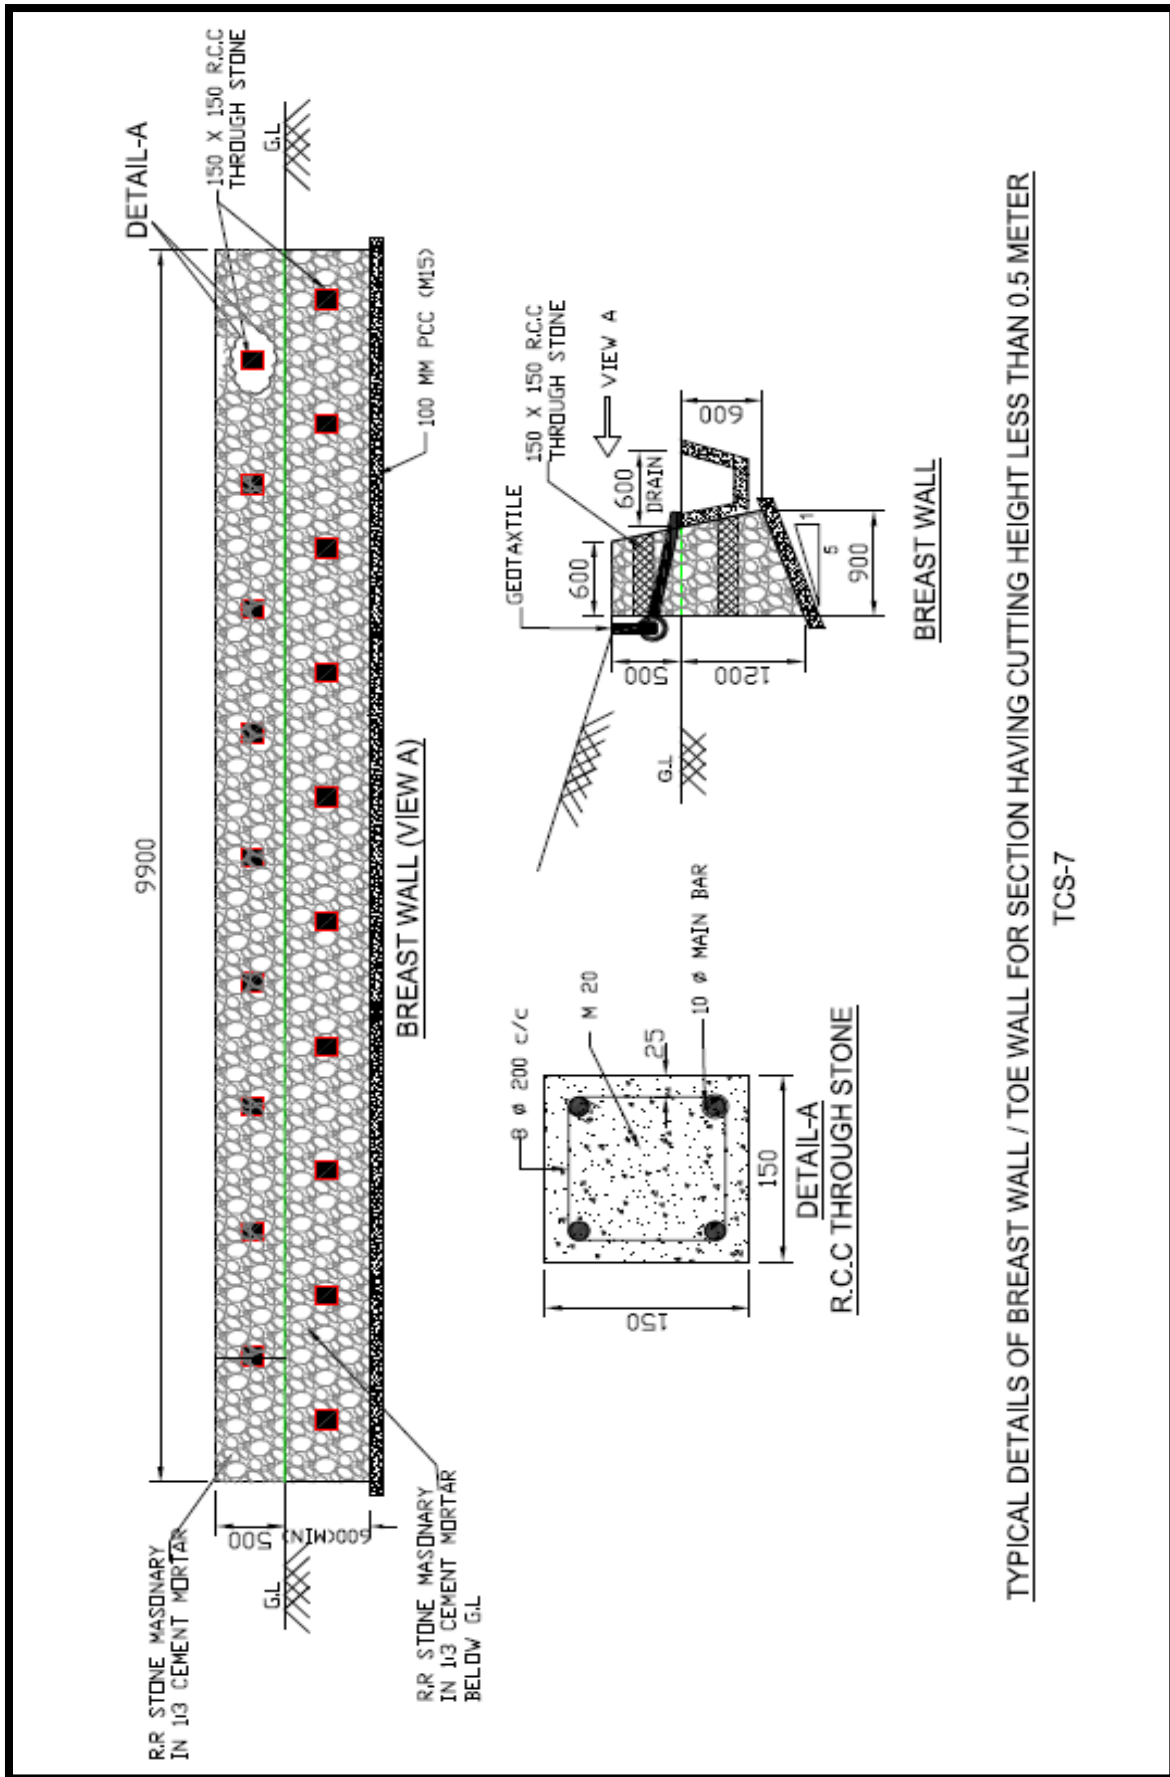 R.R STONE MASONARY
IN 1:3 CEMENT MORTAR
9900
DETAIL-A
150 X 150 R.C.C
THROUGH STONE
G.L
500
600(MIN)
G.L
R.R STONE MASONARY
IN 1:3 CEMENT MORTAR
BELOW G.L
BREAST WALL (VIEW A)
100 MM PCC (M15)
8 ø 200 c/c
M 20
25
10 ø MAIN BAR
150
150
DETAIL-A
R.C.C THROUGH STONE
GEOTAXTILE
150 X 150 R.C.C
THROUGH STONE
VIEW A
600
600
DRAIN
500
G.L
1200
600
1
5
900
BREAST WALL
TYPICAL DETAILS OF BREAST WALL / TOE WALL FOR SECTION HAVING CUTTING HEIGHT LESS THAN 0.5 METER
TCS-7